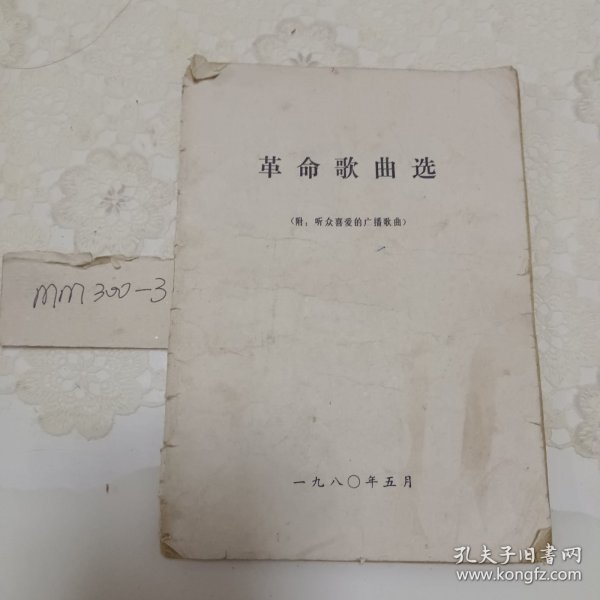 革命歌曲选
（附：听众喜爱的广播歌曲）
mm300-3
一九八〇年五月
孔夫子旧书网
www.kongfz.com